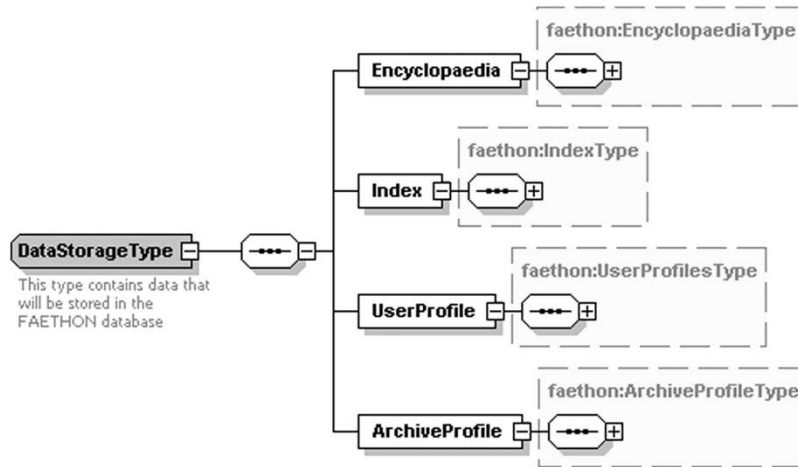 faethon:EncyclopaediaType
Encyclopaedia
faethon:IndexType
Index
DataStorageType
This type contains data that
will be stored in the
FAETHON database
faethon:UserProfilesType
UserProfile
faethon:ArchiveProfileType
ArchiveProfile